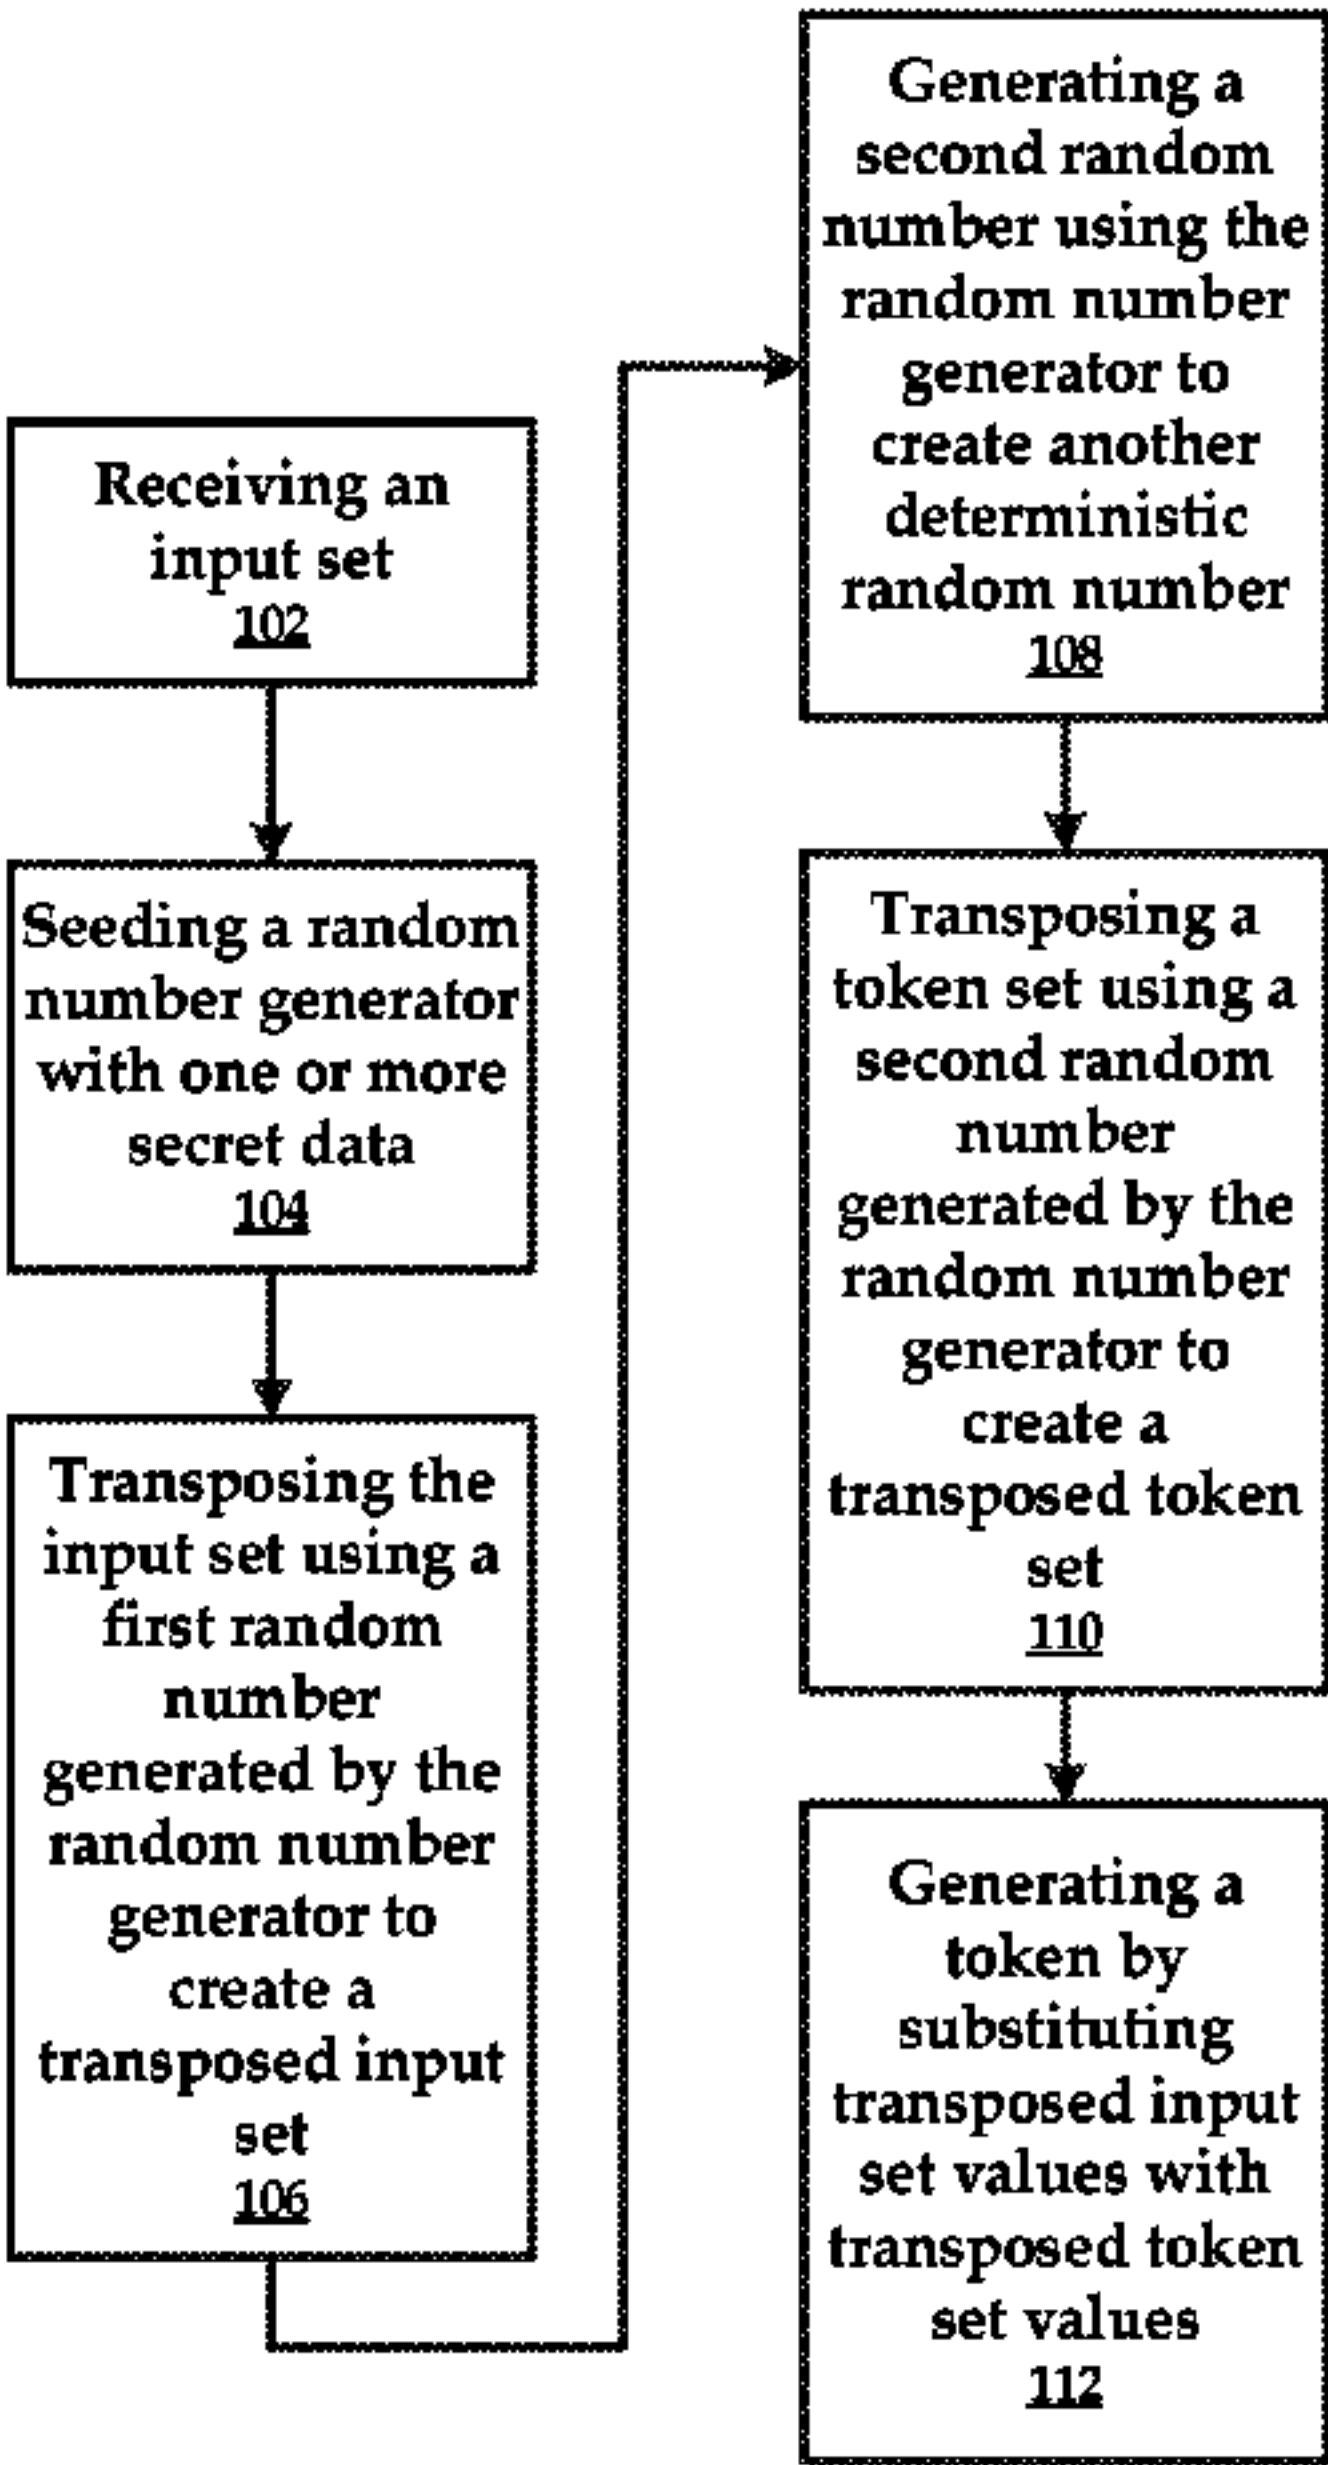 Receiving an
input set
102
Seeding a random
number generator
with one or more
secret data
104
Transposing the
input set using a
first random
number
generated by the
random number
generator to
create a
transposed input
set
106
Generating a
second random
number using the
random number
generator to
create another
deterministic
random number
108
Transposing a
token set using a
second random
number
generated by the
random number
generator to
create a
transposed token
set
110
Generating a
token by
substituting
transposed input
set values with
transposed token
set values
112